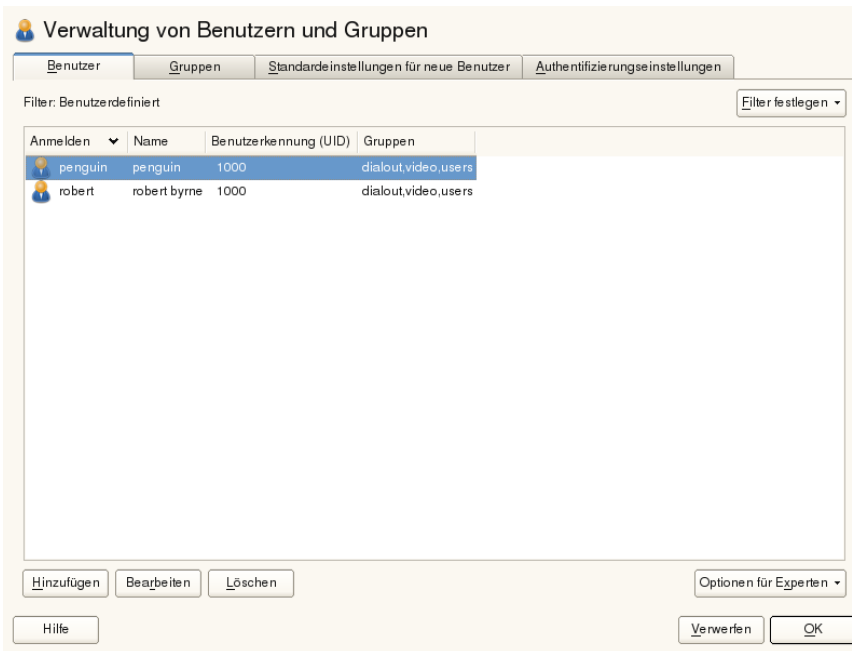 Verwaltung von Benutzern und Gruppen
Benutzer Gruppen Standardeinstellungen für neue Benutzer Authentifizierungseinstellungen
Filter: Benutzerdefiniert Filter festlegen
Anmelden Name Benutzerkennung (UID) Gruppen
penguin penguin 1000 dialout,video,users
robert robert byrne 1000 dialout,video,users
Hinzufügen Bearbeiten Löschen Optionen für Experten
Hilfe Verwerfen OK